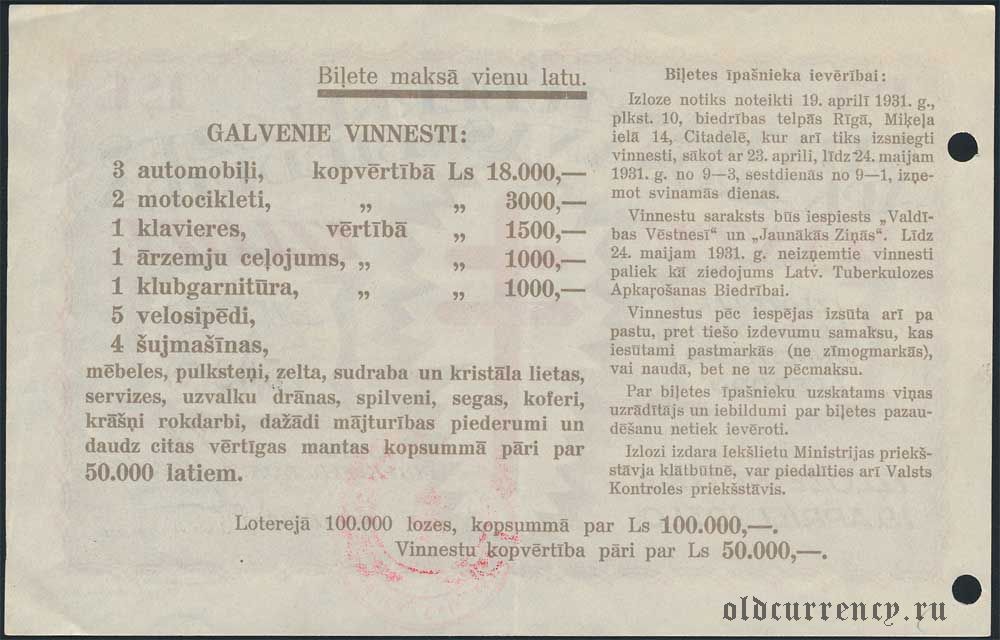 Biļete maksā vienu latu.
GALVENIE VINNESTI:
3 automobiļi, kopvērtībā Ls 18.000,—
2 motocikleti, „ „ 3000,—
1 klavieres, vērtībā „ 1500,—
1 ārzemju ceļojums, „ „ 1000,—
1 klubgarnitūra, „ „ 1000,—
5 velosipēdi,
4 šujmašīnas,
mēbeles, pulksteņi, zelta, sudraba un kristāla lietas,
servizes, uzvalku drānas, spilveni, segas, koferi,
krāšņi rokdarbi, dažādi mājturības piederumi un
daudz citas vērtīgas mantas kopsummā pāri par
50.000 latiem.
Biļetes īpašnieka ievērībai:
Izloze notiks noteikti 19. aprilī 1931. g.,
plkst. 10, biedrības telpās Rīgā, Miķeļa
ielā 14, Citadelē, kur arī tiks izsniegti
vinnesti, sākot ar 23. aprili, līdz 24. maijam
1931. g. no 9—3, sestdienās no 9—1, izņe-
mot svinamās dienas.
Vinnestu saraksts būs iespiests „Valdī-
bas Vēstnesī“ un „Jaunākās Ziņās“. Līdz
24. maijam 1931. g. neizņemtie vinnesti
paliek kā ziedojums Latv. Tuberkulozes
Apkaŗošanas Biedrībai.
Vinnestus pēc iespējas izsūta arī pa
pastu, pret tiešo izdevumu samaksu, kas
iesūtami pastmarkās (ne zīmogmarkās),
vai naudā, bet ne uz pēcmaksu.
Par biļetes īpašnieku uzskatams viņas
uzrādītājs un iebildumi par biļetes pazau-
dēšanu netiek ievēroti.
Izlozi izdara Iekšlietu Ministrijas priekš-
stāvja klātbūtnē, var piedalīties arī Valsts
Kontroles priekšstāvis.
Loterejā 100.000 lozes, kopsummā par Ls 100.000,—.
Vinnestu kopvērtība pāri par Ls 50.000,—.
oldcurrency.ru